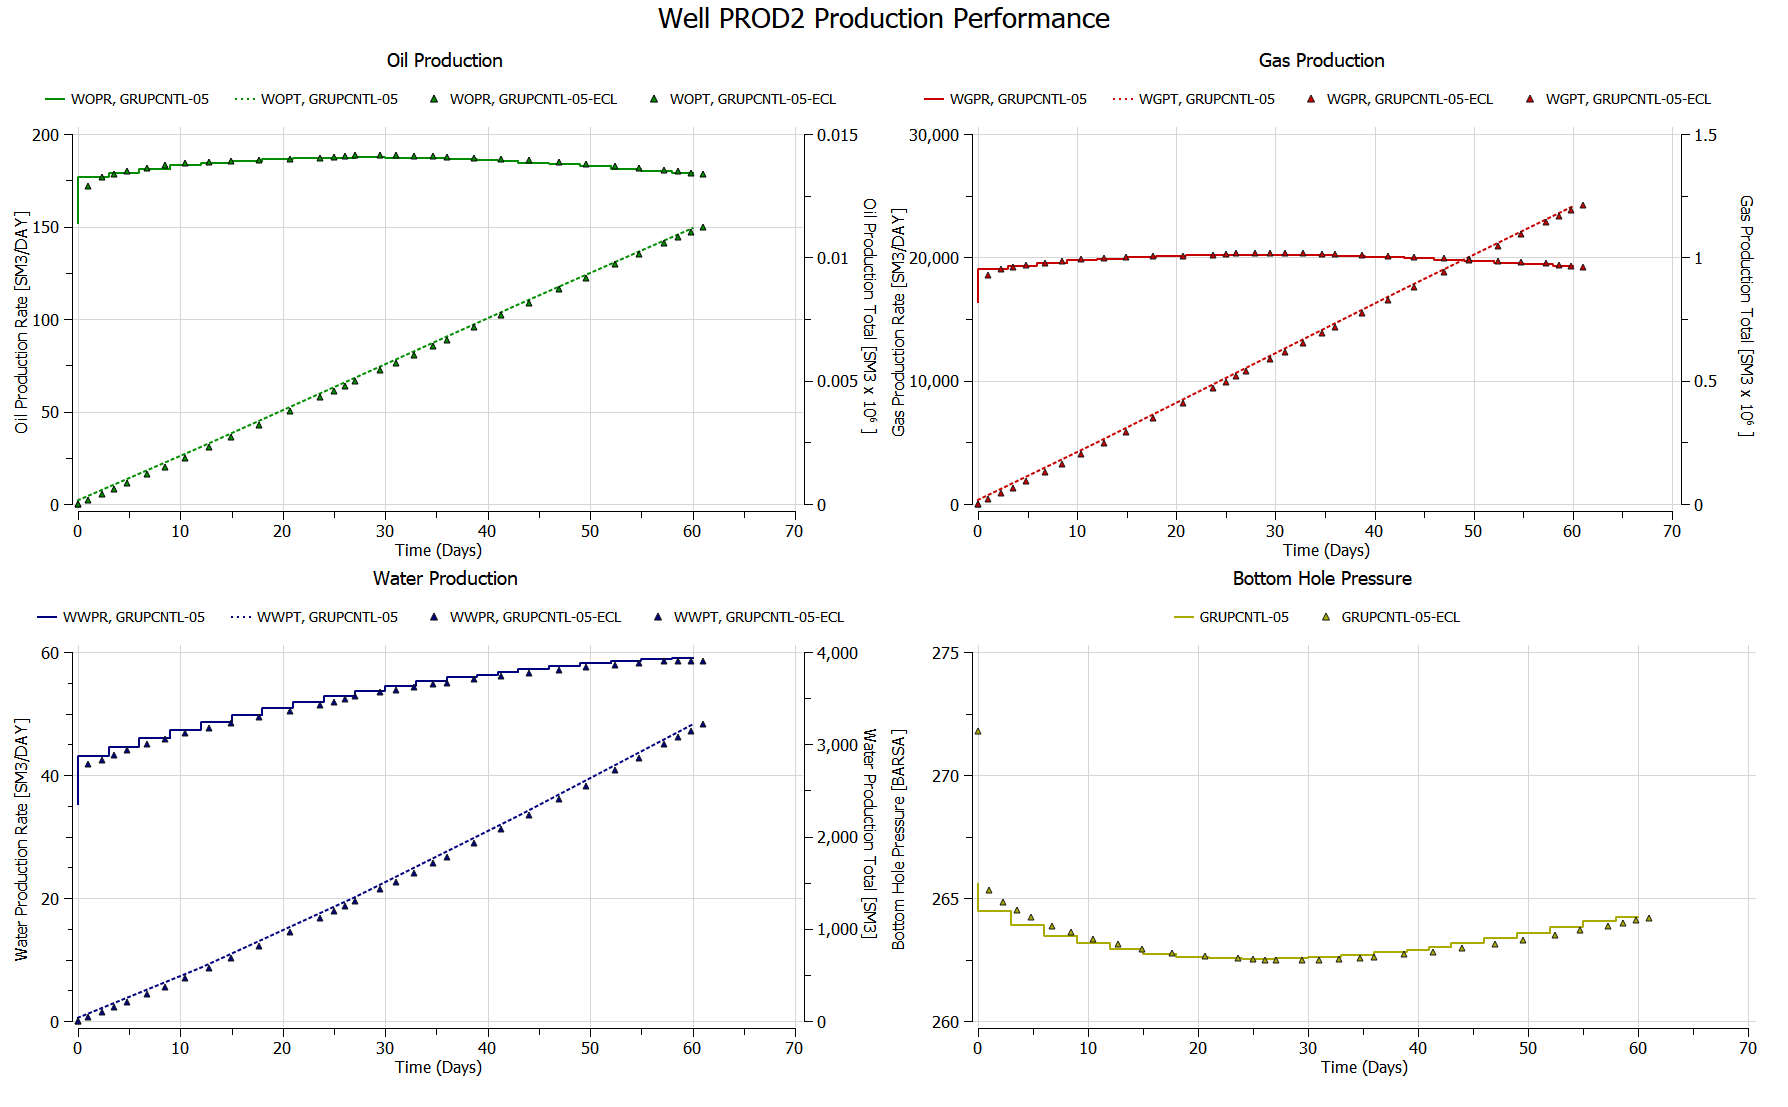 Well PROD2 Production Performance
Oil Production
WOPR, GRUPCNTL-05
WOPT, GRUPCNTL-05
WOPR, GRUPCNTL-05-ECL
WOPT, GRUPCNTL-05-ECL
200
150
100
50
0
Oil Production Rate [SM3/DAY]
0.015
0.01
0.005
0
Oil Production Total [SM3 x 10⁶ ]
0 10 20 30 40 50 60 70
Time (Days)
Gas Production
WGPR, GRUPCNTL-05
WGPT, GRUPCNTL-05
WGPR, GRUPCNTL-05-ECL
WGPT, GRUPCNTL-05-ECL
30,000
20,000
10,000
0
Gas Production Rate [SM3/DAY]
1.5
1
0.5
0
Gas Production Total [SM3 x 10⁶ ]
0 10 20 30 40 50 60 70
Time (Days)
Water Production
WWPR, GRUPCNTL-05
WWPT, GRUPCNTL-05
WWPR, GRUPCNTL-05-ECL
WWPT, GRUPCNTL-05-ECL
60
40
20
0
Water Production Rate [SM3/DAY]
4,000
3,000
2,000
1,000
0
Water Production Total [SM3]
0 10 20 30 40 50 60 70
Time (Days)
Bottom Hole Pressure
GRUPCNTL-05
GRUPCNTL-05-ECL
275
270
265
260
Bottom Hole Pressure [BARSA]
0 10 20 30 40 50 60 70
Time (Days)